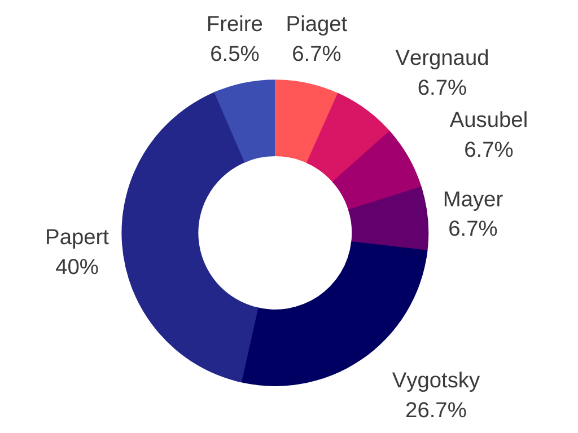 Freire
6.5%
Piaget
6.7%
Vergnaud
6.7%
Ausubel
6.7%
Mayer
6.7%
Papert
40%
Vygotsky
26.7%